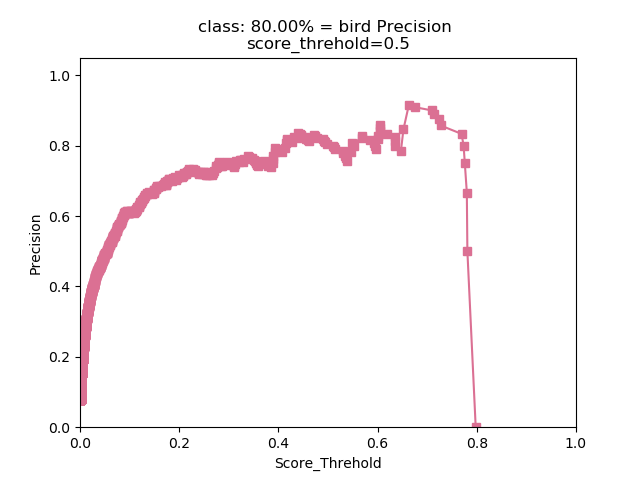 class: 80.00% = bird Precision
score_threhold=0.5
1.0
0.8
0.6
0.4
0.2
0.0
Precision
0.0 0.2 0.4 0.6 0.8 1.0
Score_Threhold